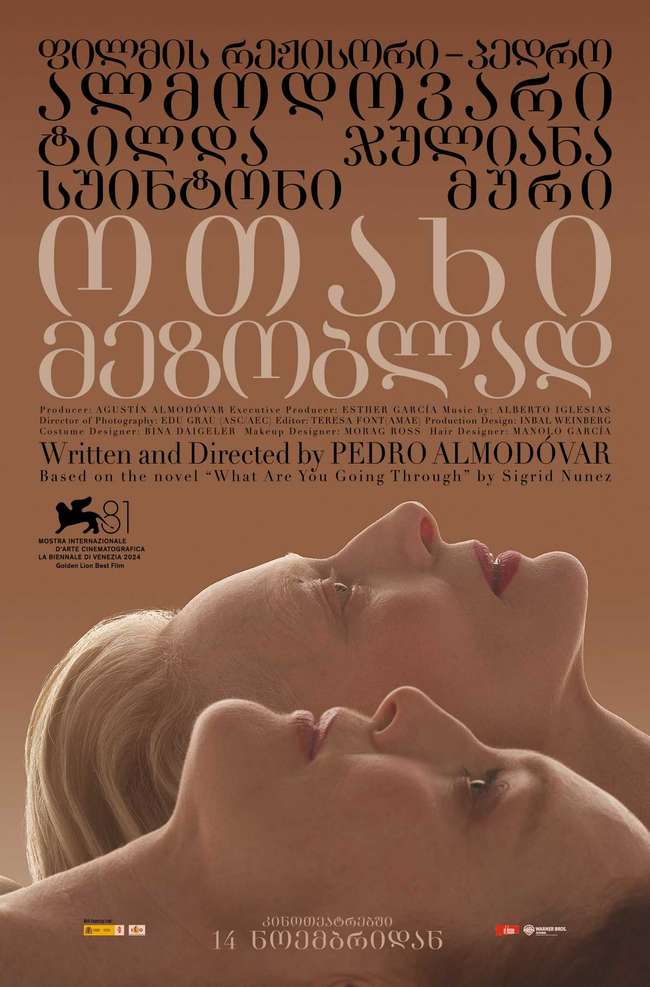 ფილმის რეჟისორი – პედრო
ალმოდოვარი
ტილდა ჯულიანა
სუინტონი მური
ოთახი
მეზობლად
Producer: AGUSTÍN ALMODÓVAR Executive Producer: ESTHER GARCÍA Music by: ALBERTO IGLESIAS
Director of Photography: EDU GRAU (ASC/AEC) Editor: TERESA FONT(AMAE) Production Design: INBAL WEINBERG
Costume Designer: BINA DAIGELER Makeup Designer: MORAG ROSS Hair Designer: MANOLO GARCÍA
Written and Directed by PEDRO ALMODÓVAR
Based on the novel “What Are You Going Through” by Sigrid Nunez
81
MOSTRA INTERNAZIONALE
D'ARTE CINEMATOGRAFICA
LA BIENNALE DI VENEZIA 2024
Golden Lion Best Film
კინოთეატრებში
14 ნოემბრიდან
WARNER BROS.